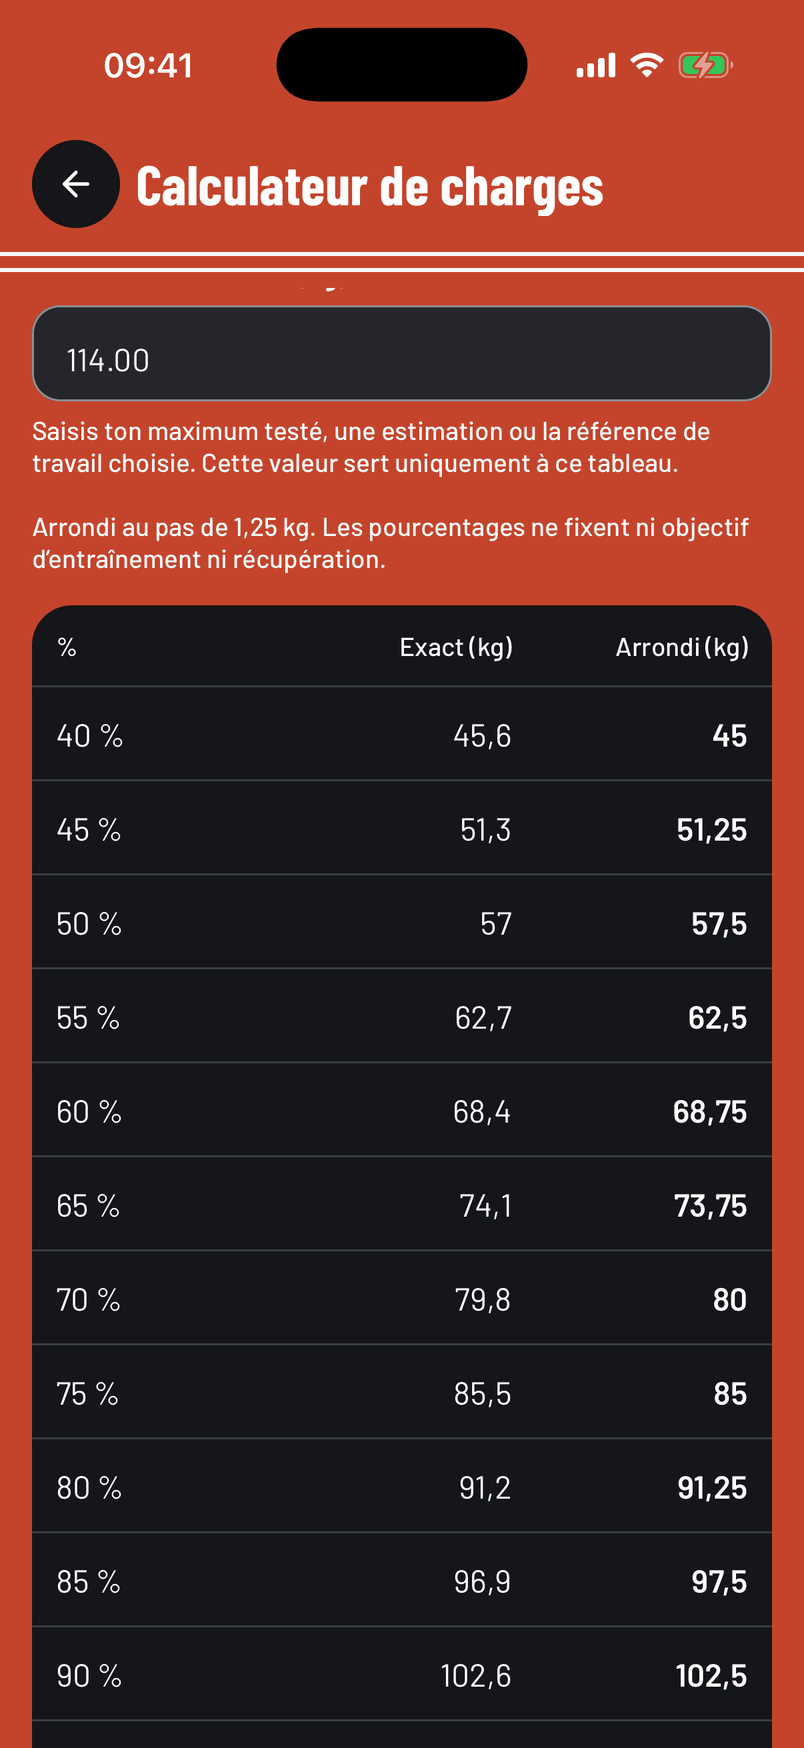 09:41
Calculateur de charges
114.00
Saisis ton maximum testé, une estimation ou la référence de
travail choisie. Cette valeur sert uniquement à ce tableau.
Arrondi au pas de 1,25 kg. Les pourcentages ne fixent ni objectif
d’entraînement ni récupération.
% Exact (kg) Arrondi (kg)
40 % 45,6 45
45 % 51,3 51,25
50 % 57 57,5
55 % 62,7 62,5
60 % 68,4 68,75
65 % 74,1 73,75
70 % 79,8 80
75 % 85,5 85
80 % 91,2 91,25
85 % 96,9 97,5
90 % 102,6 102,5